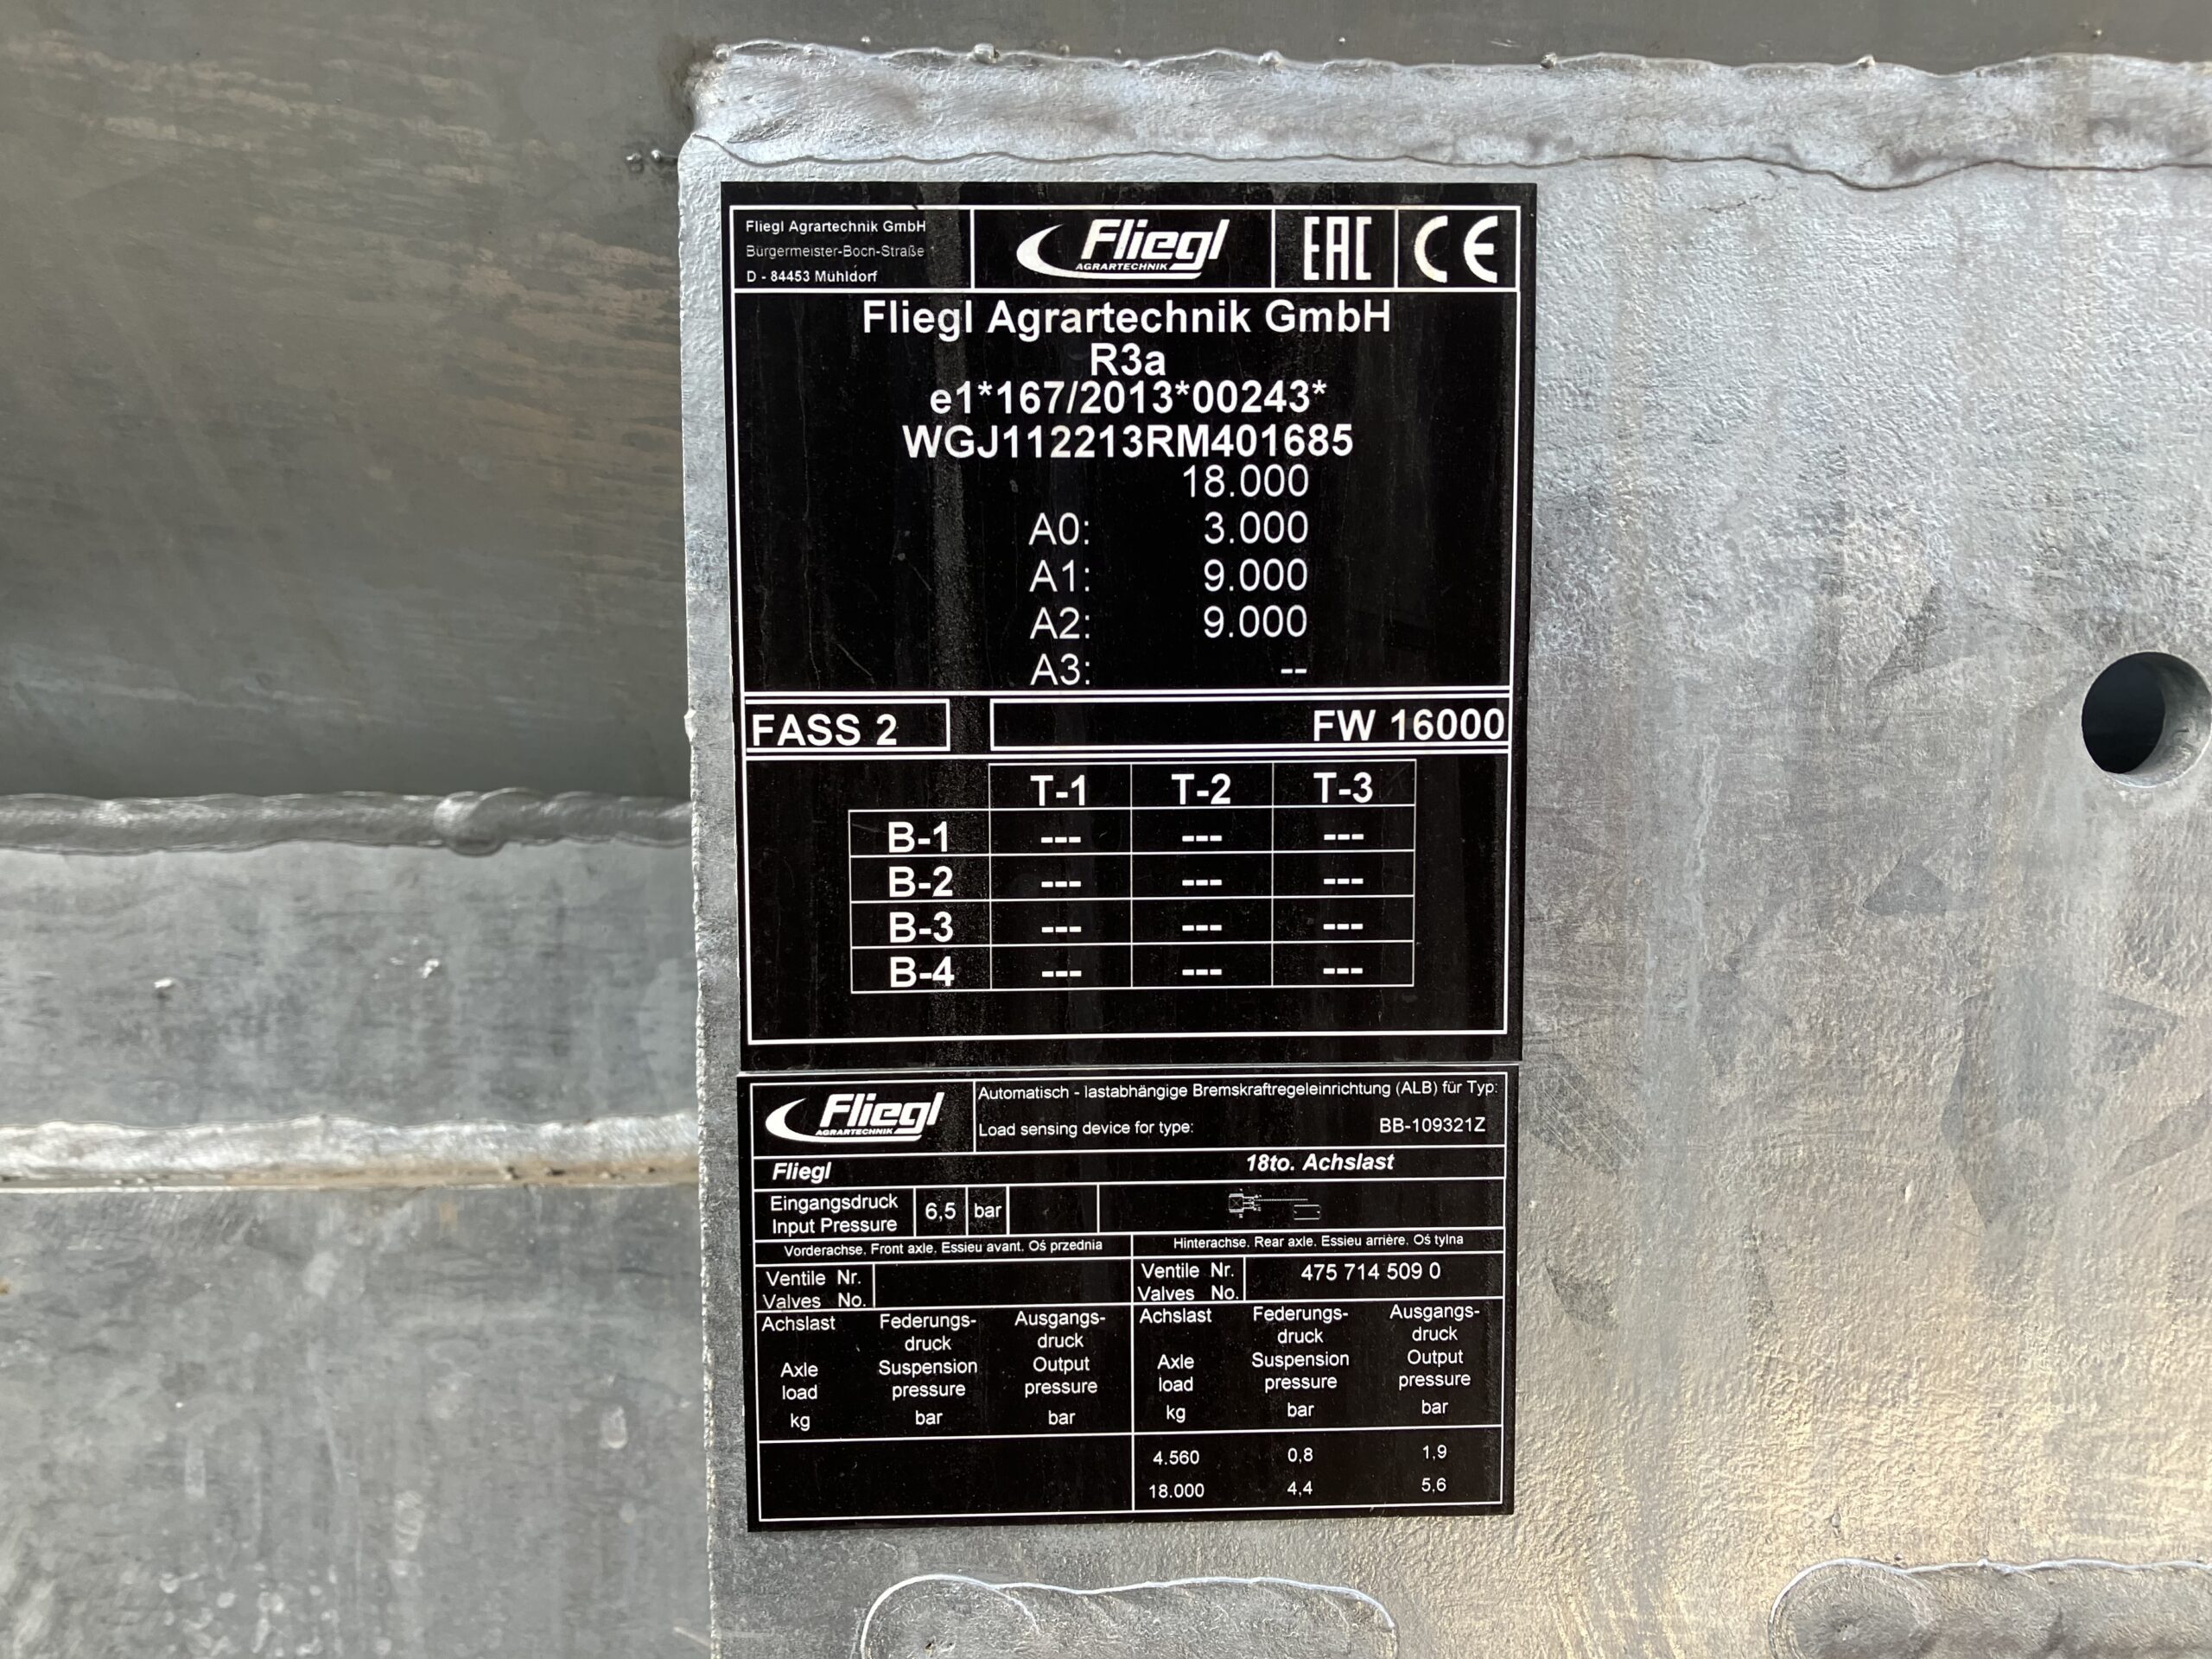 Fliegl Agrartechnik GmbH
Bürgermeister-Boch-Straße
D - 84453 Mühldorf
Fliegl
AGRARTECHNIK
EAC
CE
Fliegl Agrartechnik GmbH
R3a
e1*167/2013*00243*
WGJ112213RM401685
18.000
A0: 3.000
A1: 9.000
A2: 9.000
A3: --
FASS 2 FW 16000
T-1 T-2 T-3
B-1 --- --- ---
B-2 --- --- ---
B-3 --- --- ---
B-4 --- --- ---
Fliegl
AGRARTECHNIK
Automatisch - lastabhängige Bremskraftregeleinrichtung (ALB) für Typ:
Load sensing device for type: BB-109321Z
Fliegl 18to. Achslast
Eingangsdruck
Input Pressure
6,5 bar
Vorderachse. Front axle. Essieu avant. Oś przednia
Ventile Nr.
Valves No.
Achslast Federungs- Ausgangs-
druck druck
Axle Suspension Output
load pressure pressure
kg bar bar
Hinterachse. Rear axle. Essieu arrière. Oś tylna
Ventile Nr. 475 714 509 0
Valves No.
Achslast Federungs- Ausgangs-
druck druck
Axle Suspension Output
load pressure pressure
kg bar bar
4.560 0,8 1,9
18.000 4,4 5,6